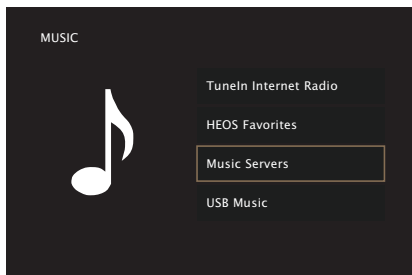 MUSIC
TuneIn Internet Radio
HEOS Favorites
Music Servers
USB Music